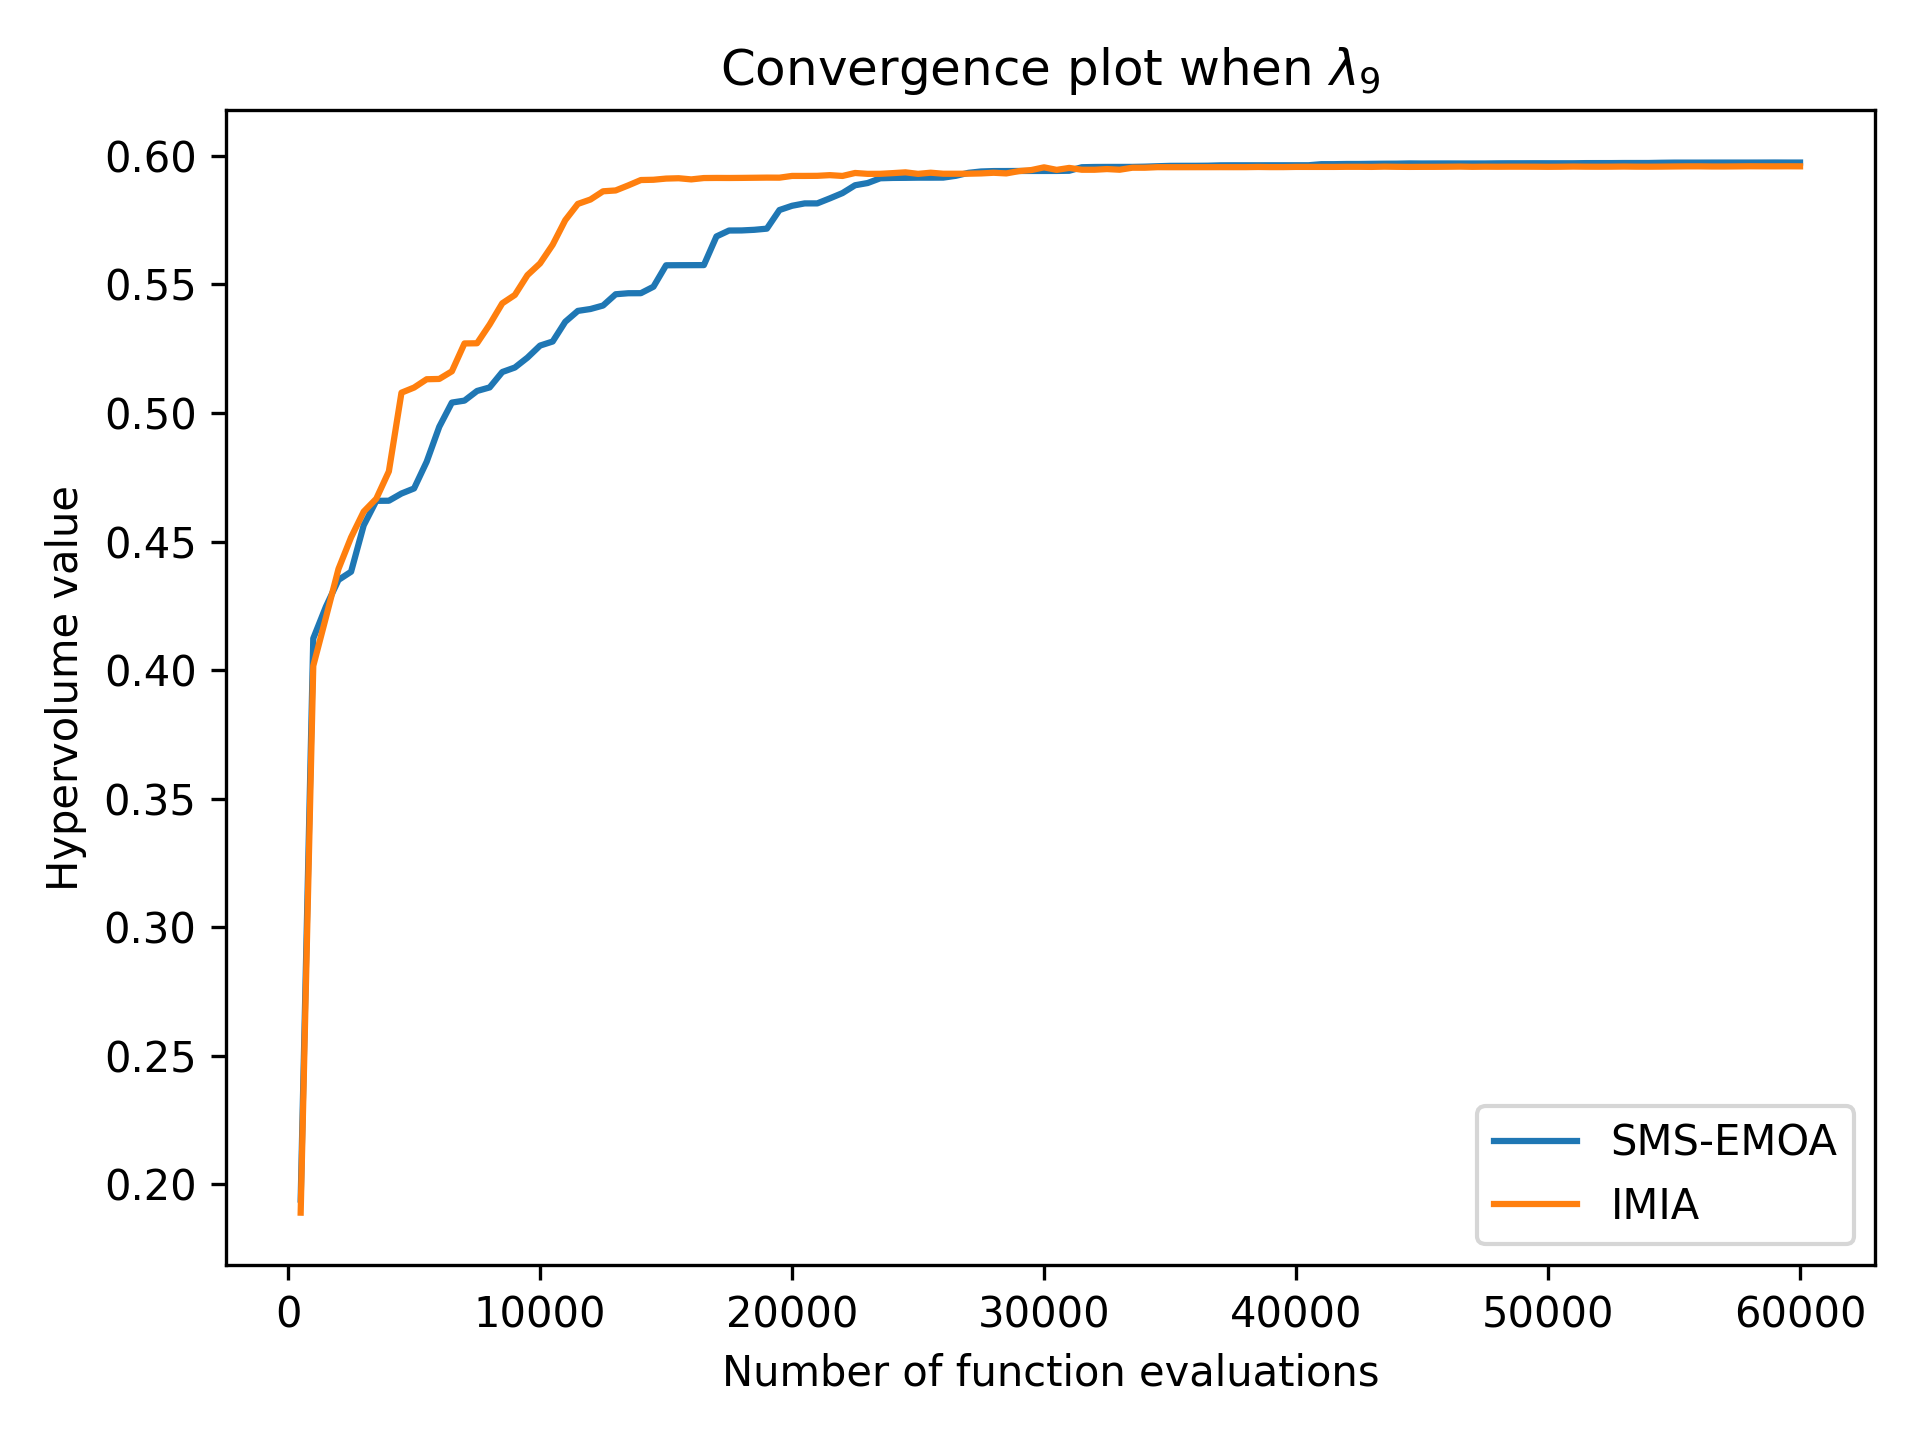 Convergence plot when λ₉
0.60
0.55
0.50
0.45
0.40
0.35
0.30
0.25
0.20
Hypervolume value
0 10000 20000 30000 40000 50000 60000
Number of function evaluations
SMS-EMOA
IMIA